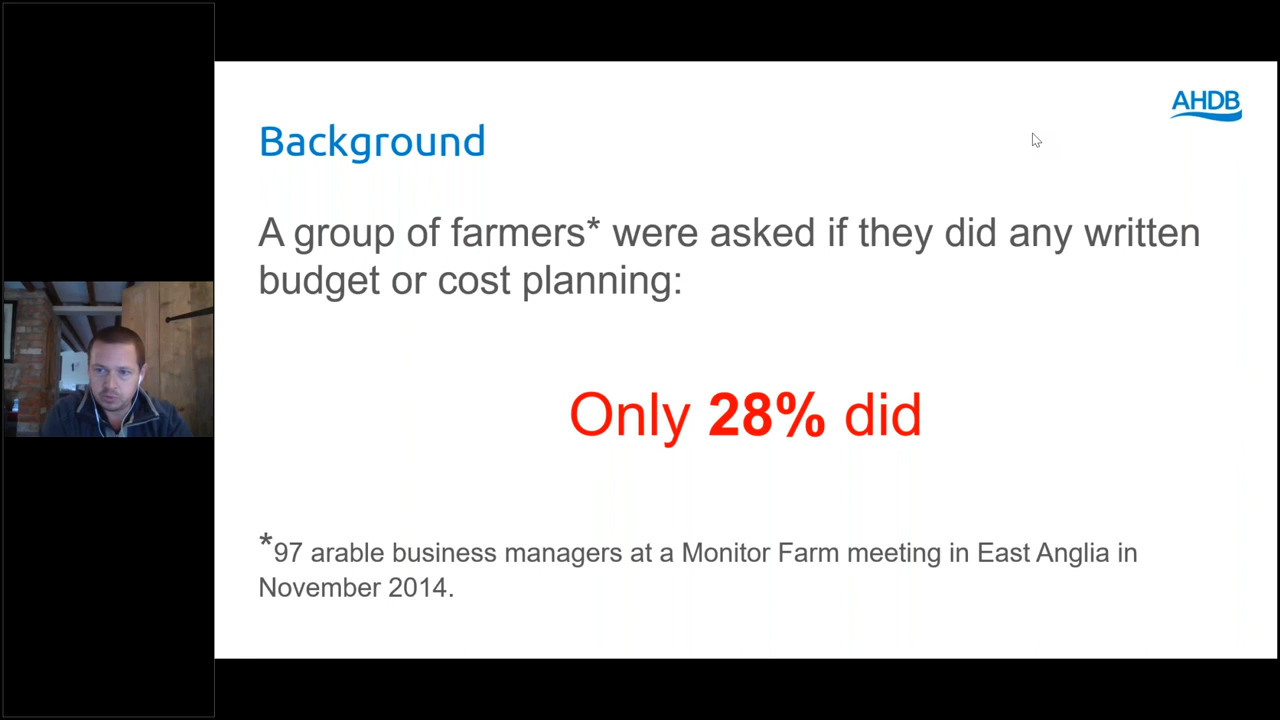 AHDB
Background
A group of farmers* were asked if they did any written
budget or cost planning:
Only 28% did
*97 arable business managers at a Monitor Farm meeting in East Anglia in
November 2014.